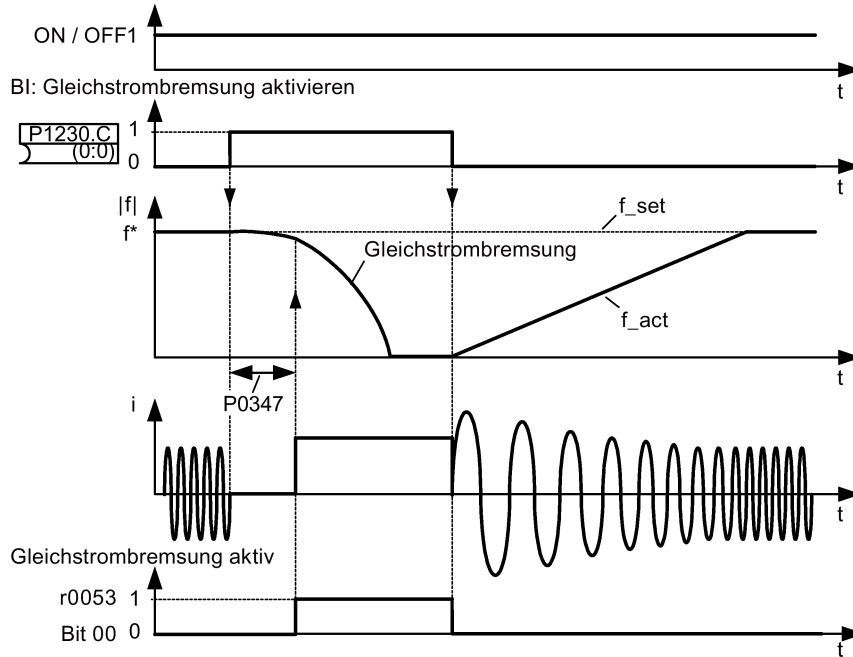 ON / OFF1
t
BI: Gleichstrombremsung aktivieren
P1230.C
(0:0)
1
0
t
|f|
f*
f_set
Gleichstrombremsung
f_act
t
P0347
i
t
Gleichstrombremsung aktiv
r0053 1
Bit 00 0
t